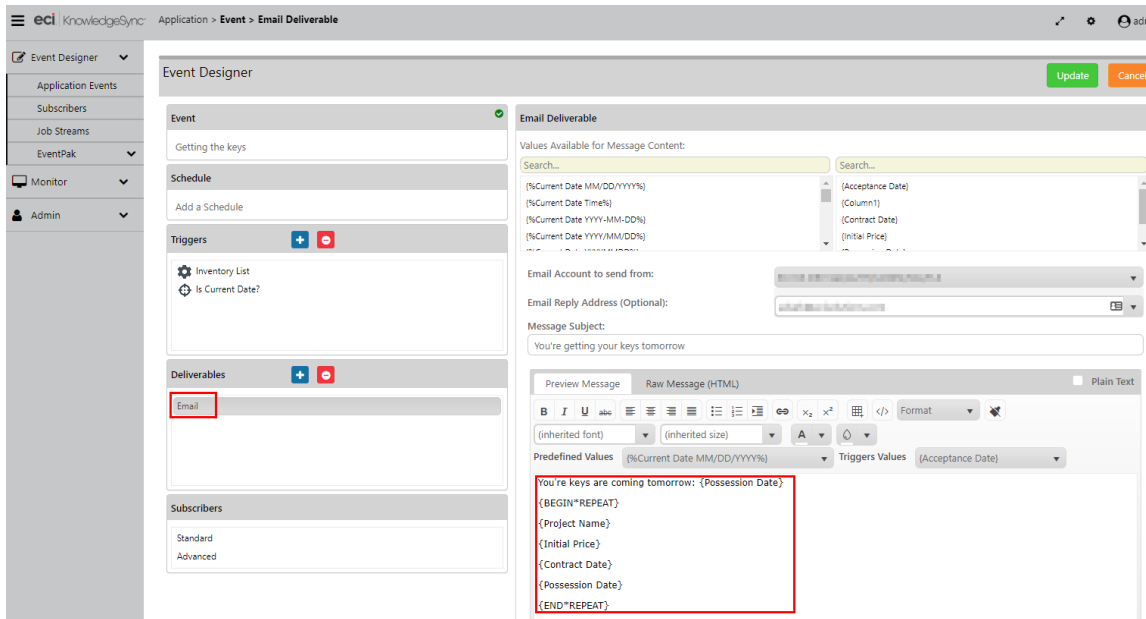 eci KnowledgeSync Application > Event > Email Deliverable
Event Designer
Application Events
Subscribers
Job Streams
EventPak
Monitor
Admin
Event Designer
Update
Cancel
Event
Getting the keys
Schedule
Add a Schedule
Triggers
Inventory List
Is Current Date?
Deliverables
Email
Subscribers
Standard
Advanced
Email Deliverable
Values Available for Message Content:
Search... Search...
{%Current Date MM/DD/YYYY%} {Acceptance Date}
{%Current Date Time%} {Column1}
{%Current Date YYYY-MM-DD%} {Contract Date}
{%Current Date YYYY/MM/DD%} {Initial Price}
Email Account to send from:
Email Reply Address (Optional):
Message Subject:
You're getting your keys tomorrow
Preview Message Raw Message (HTML) Plain Text
B I U abc x₂ x² </> Format
(inherited font) (inherited size) A
Predefined Values {%Current Date MM/DD/YYYY%} Triggers Values {Acceptance Date}
You're keys are coming tomorrow: {Possession Date}
{BEGIN*REPEAT}
{Project Name}
{Initial Price}
{Contract Date}
{Possession Date}
{END*REPEAT}